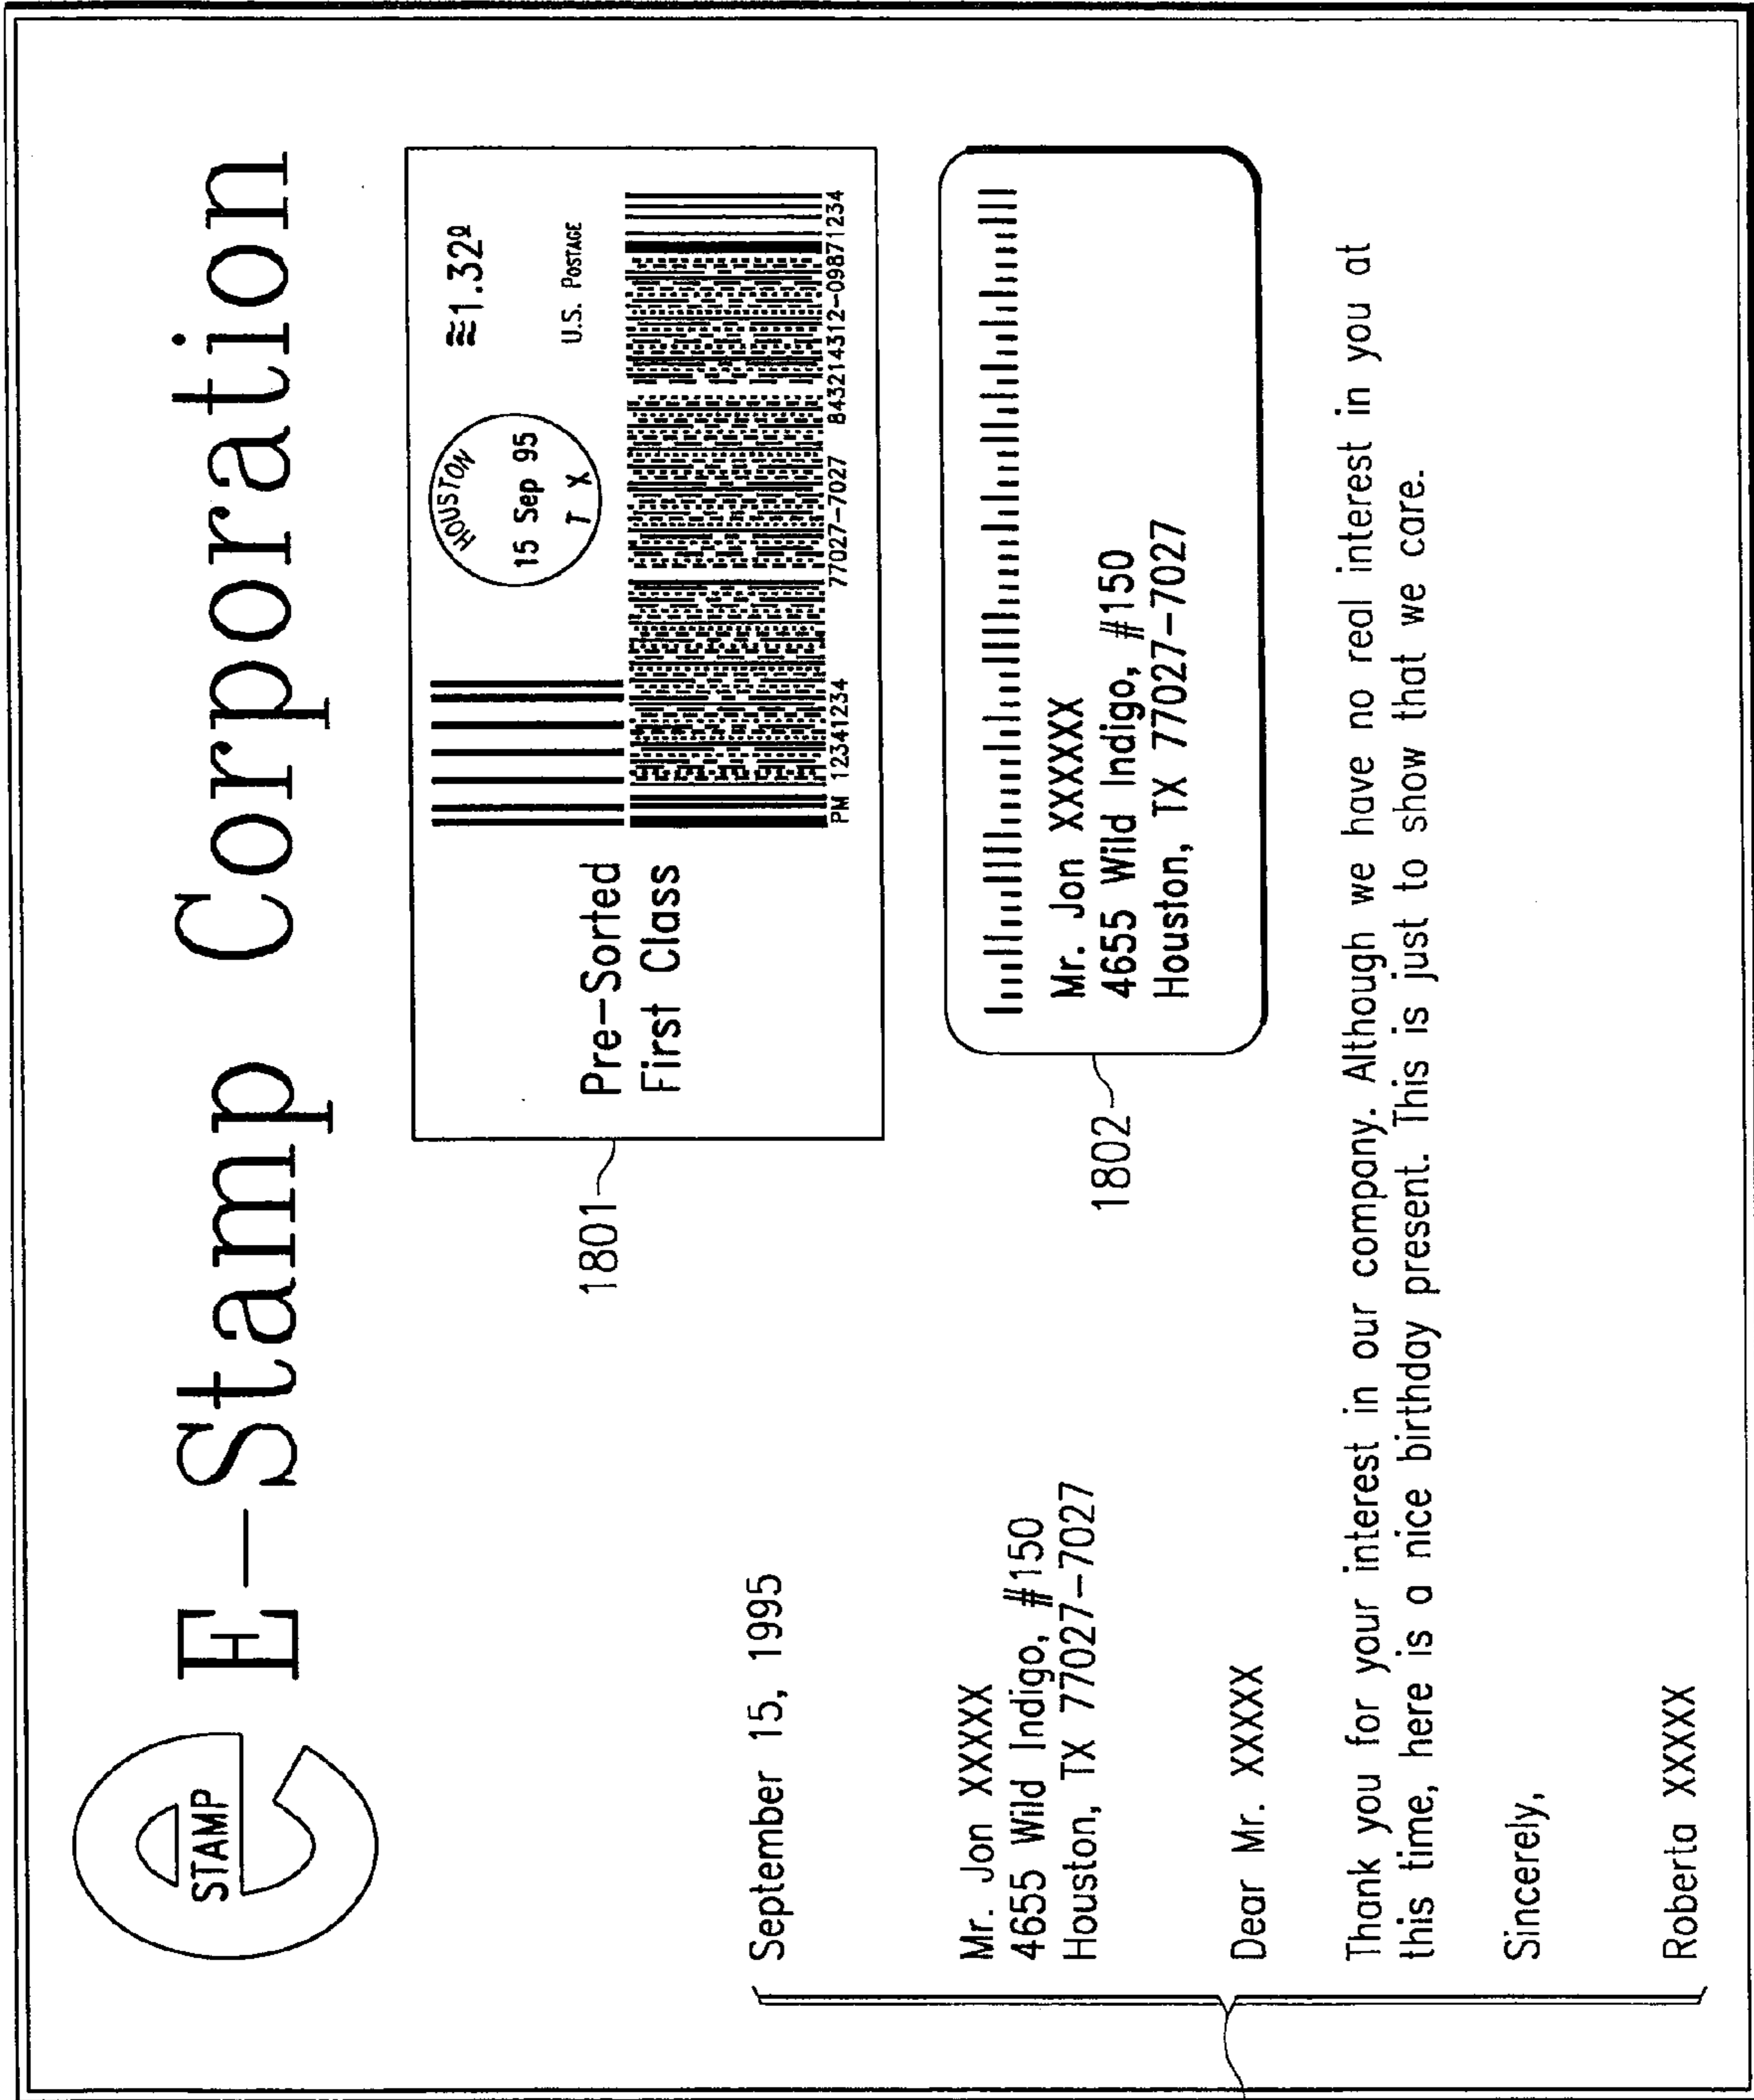 STAMP
E-Stamp Corporation
Pre-Sorted
First Class
HOUSTON
15 Sep 95
T X
≈1.32º
U.S. POSTAGE
PM 12341234 77027-7027 843214312-09871234
1801
Mr. Jon XXXXX
4655 Wild Indigo, #150
Houston, TX 77027-7027
1802
September 15, 1995
Mr. Jon XXXXX
4655 Wild Indigo, #150
Houston, TX 77027-7027
Dear Mr. XXXXX
Thank you for your interest in our company. Although we have no real interest in you at
this time, here is a nice birthday present. This is just to show that we care.
Sincerely,
Roberta XXXXX